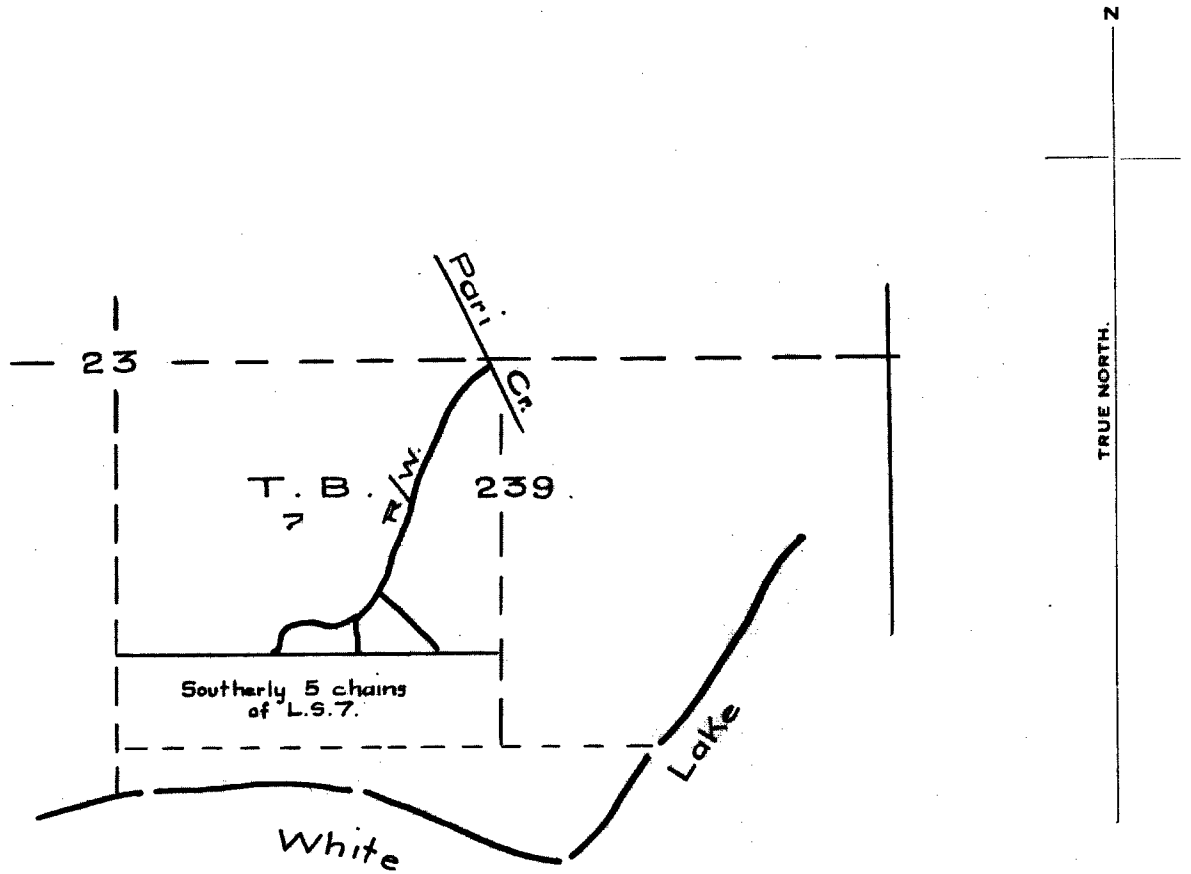 N
TRUE NORTH.
Pari
Cr.
23
R/W.
T. B. 239.
7
Southerly 5 chains
of L.S.7.
White
Lake